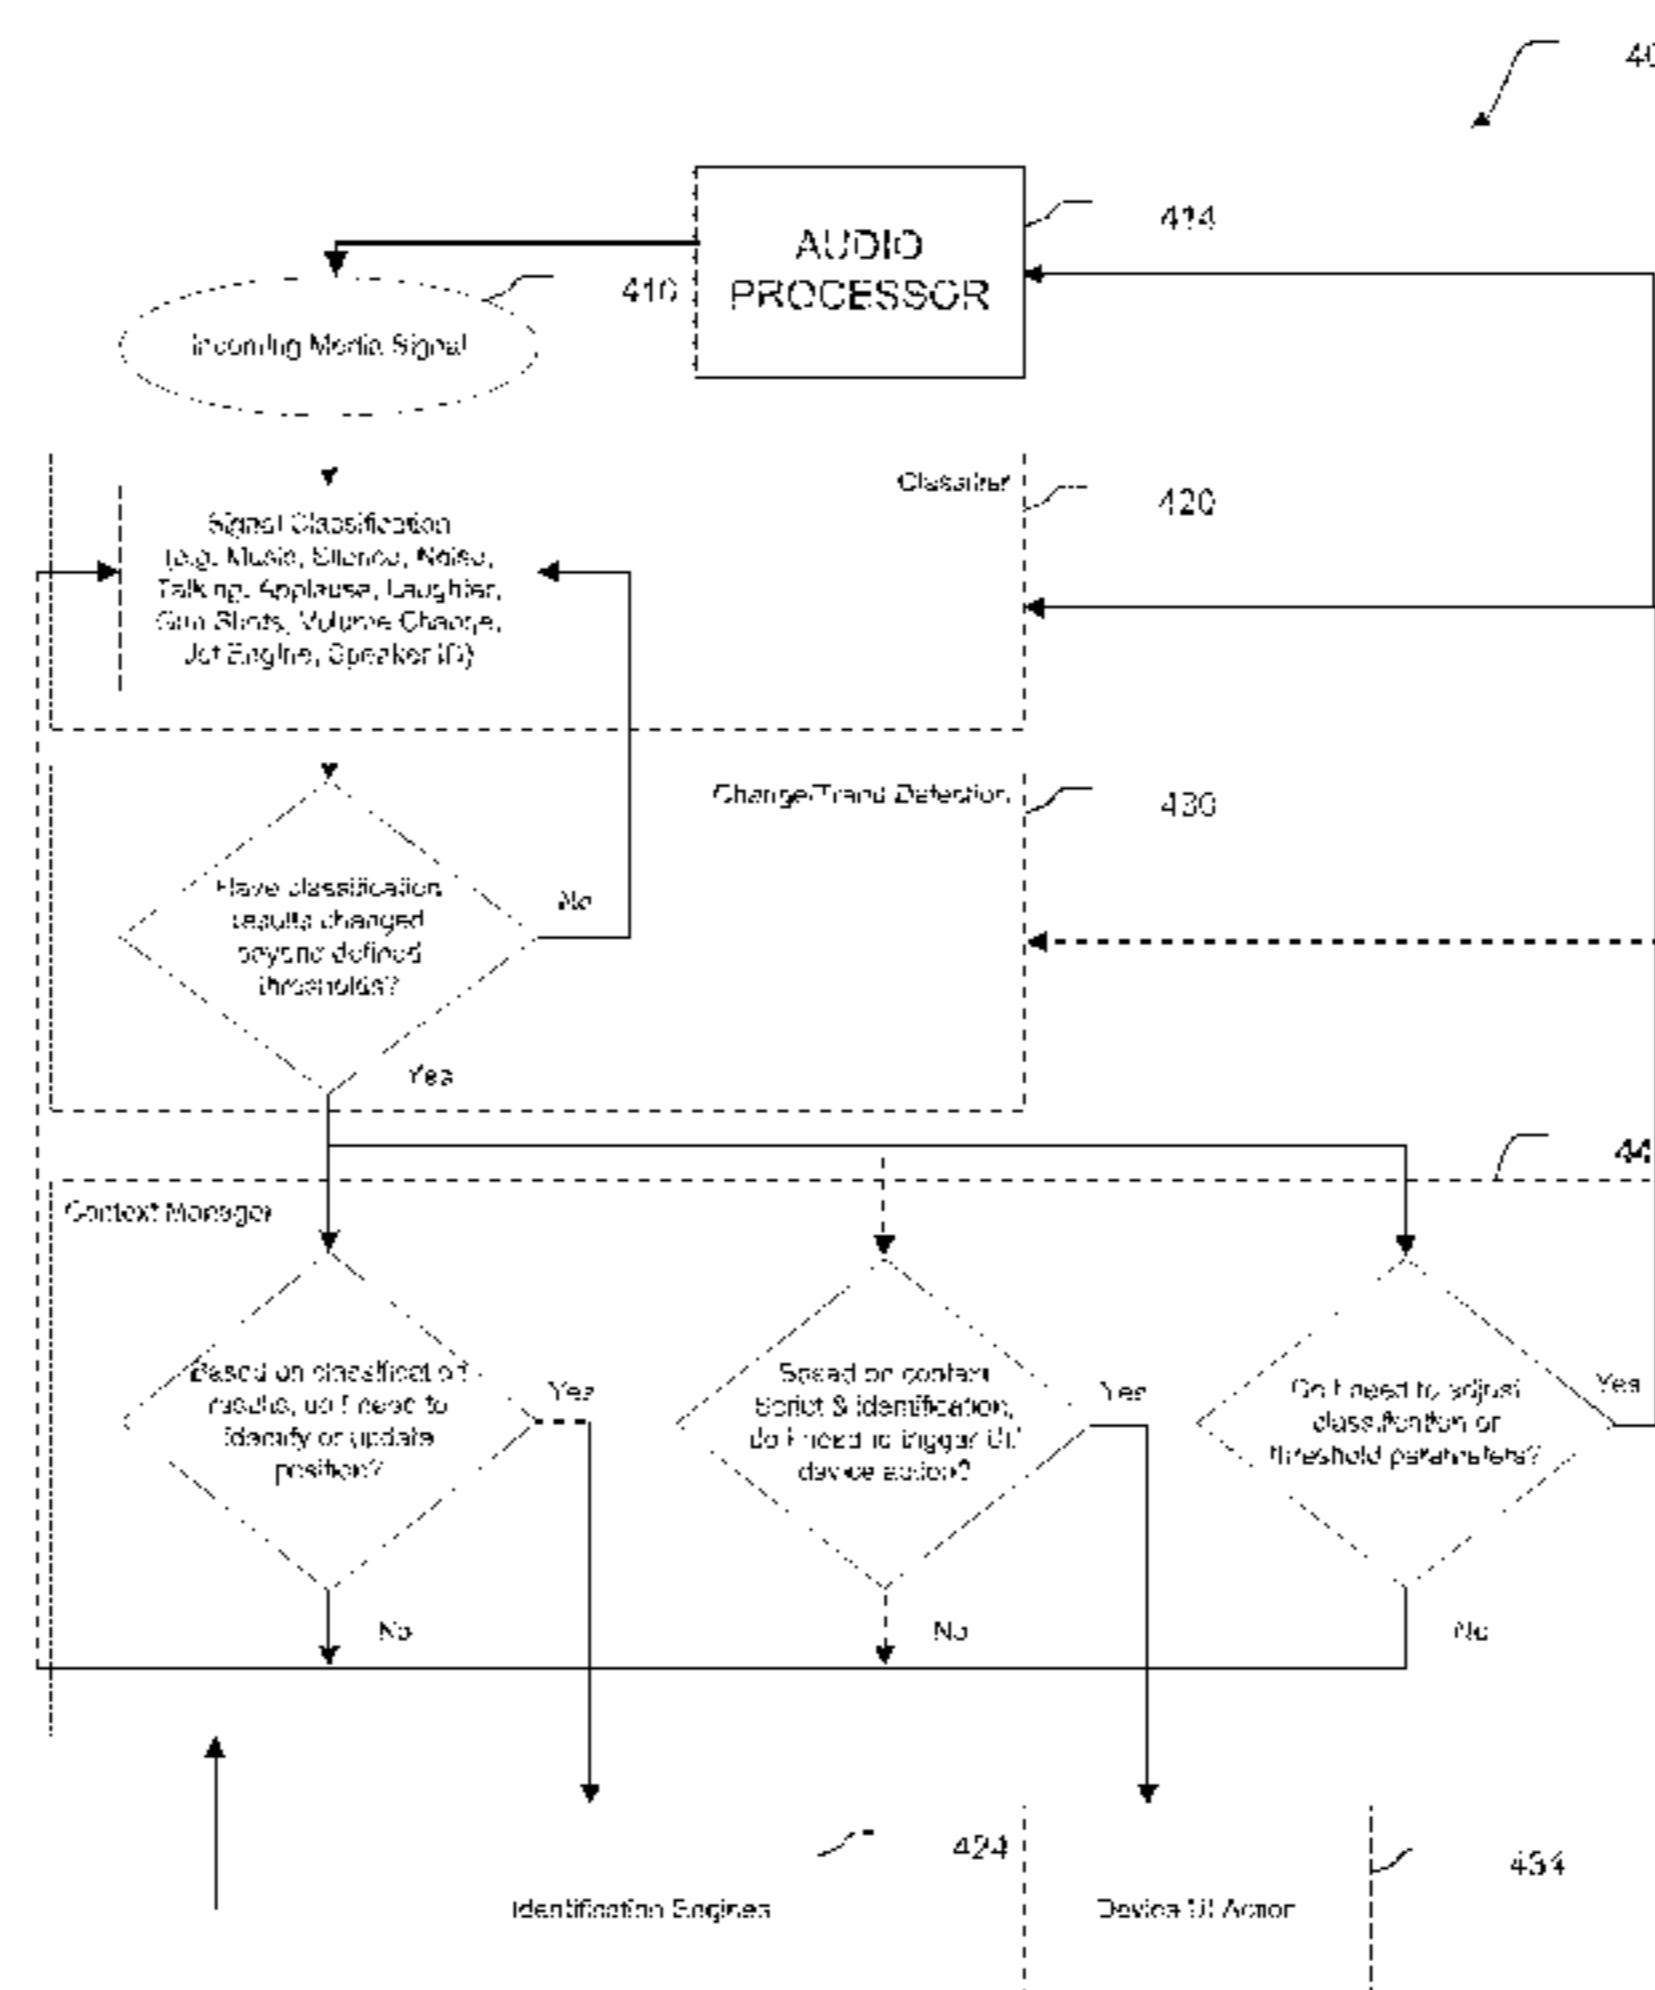 AUDIO
PROCESSOR
414
410
Incoming Media Signal
Classifier
420
Signal Classification
(e.g. Music, Silence, Noise,
Talking, Applause, Laughter,
Gun Shots, Volume Change,
Jet Engine, Speaker ID)
Change/Trend Detection
430
Have classification
results changed
beyond defined
thresholds?
No
Yes
Context Manager
Based on classification
results, do I need to
identify or update
position?
Yes
No
Based on content
Script & identification,
do I need to trigger UI/
device action?
Yes
No
Do I need to adjust
classification or
threshold parameters?
Yes
No
424
Identification Engines
434
Device UI Action